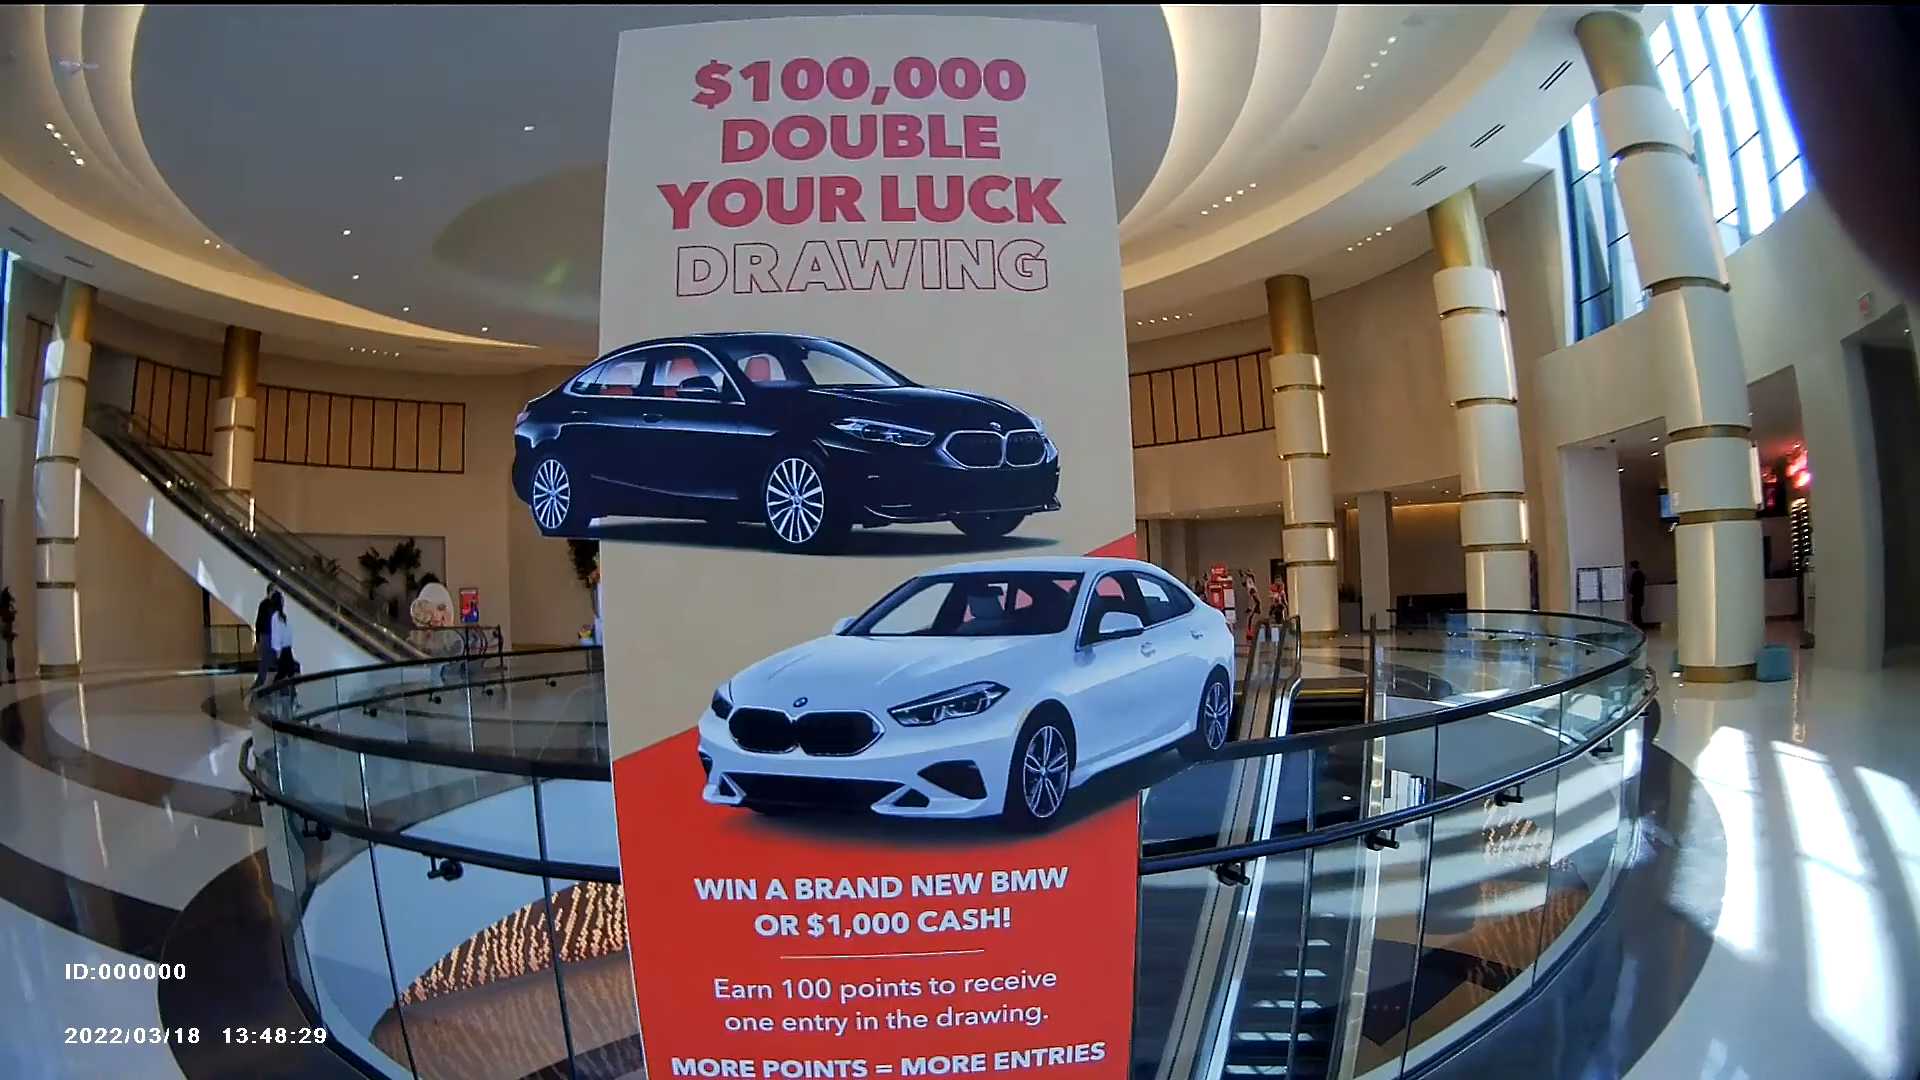 $100,000
DOUBLE
YOUR LUCK
DRAWING
WIN A BRAND NEW BMW
OR $1,000 CASH!
Earn 100 points to receive
one entry in the drawing.
MORE POINTS = MORE ENTRIES
ID:000000
2022/03/18 13:48:29